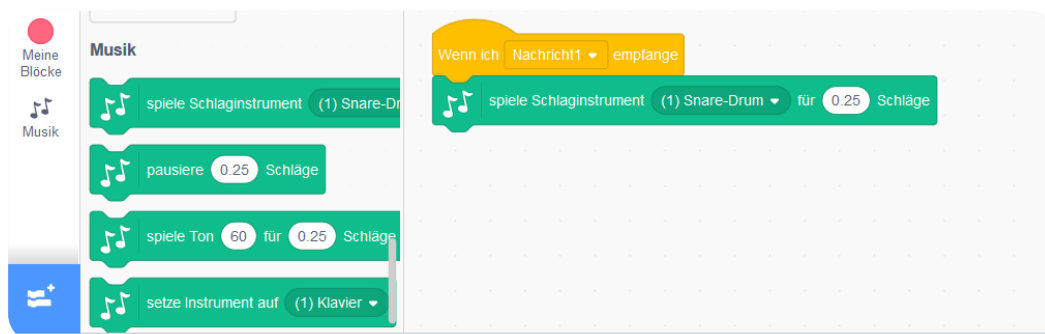 Meine
Blöcke
Musik
Musik
spiele Schlaginstrument (1) Snare-Dr
pausiere 0.25 Schläge
spiele Ton 60 für 0.25 Schläge
setze Instrument auf (1) Klavier
Wenn ich Nachricht1 empfange
spiele Schlaginstrument (1) Snare-Drum für 0.25 Schläge